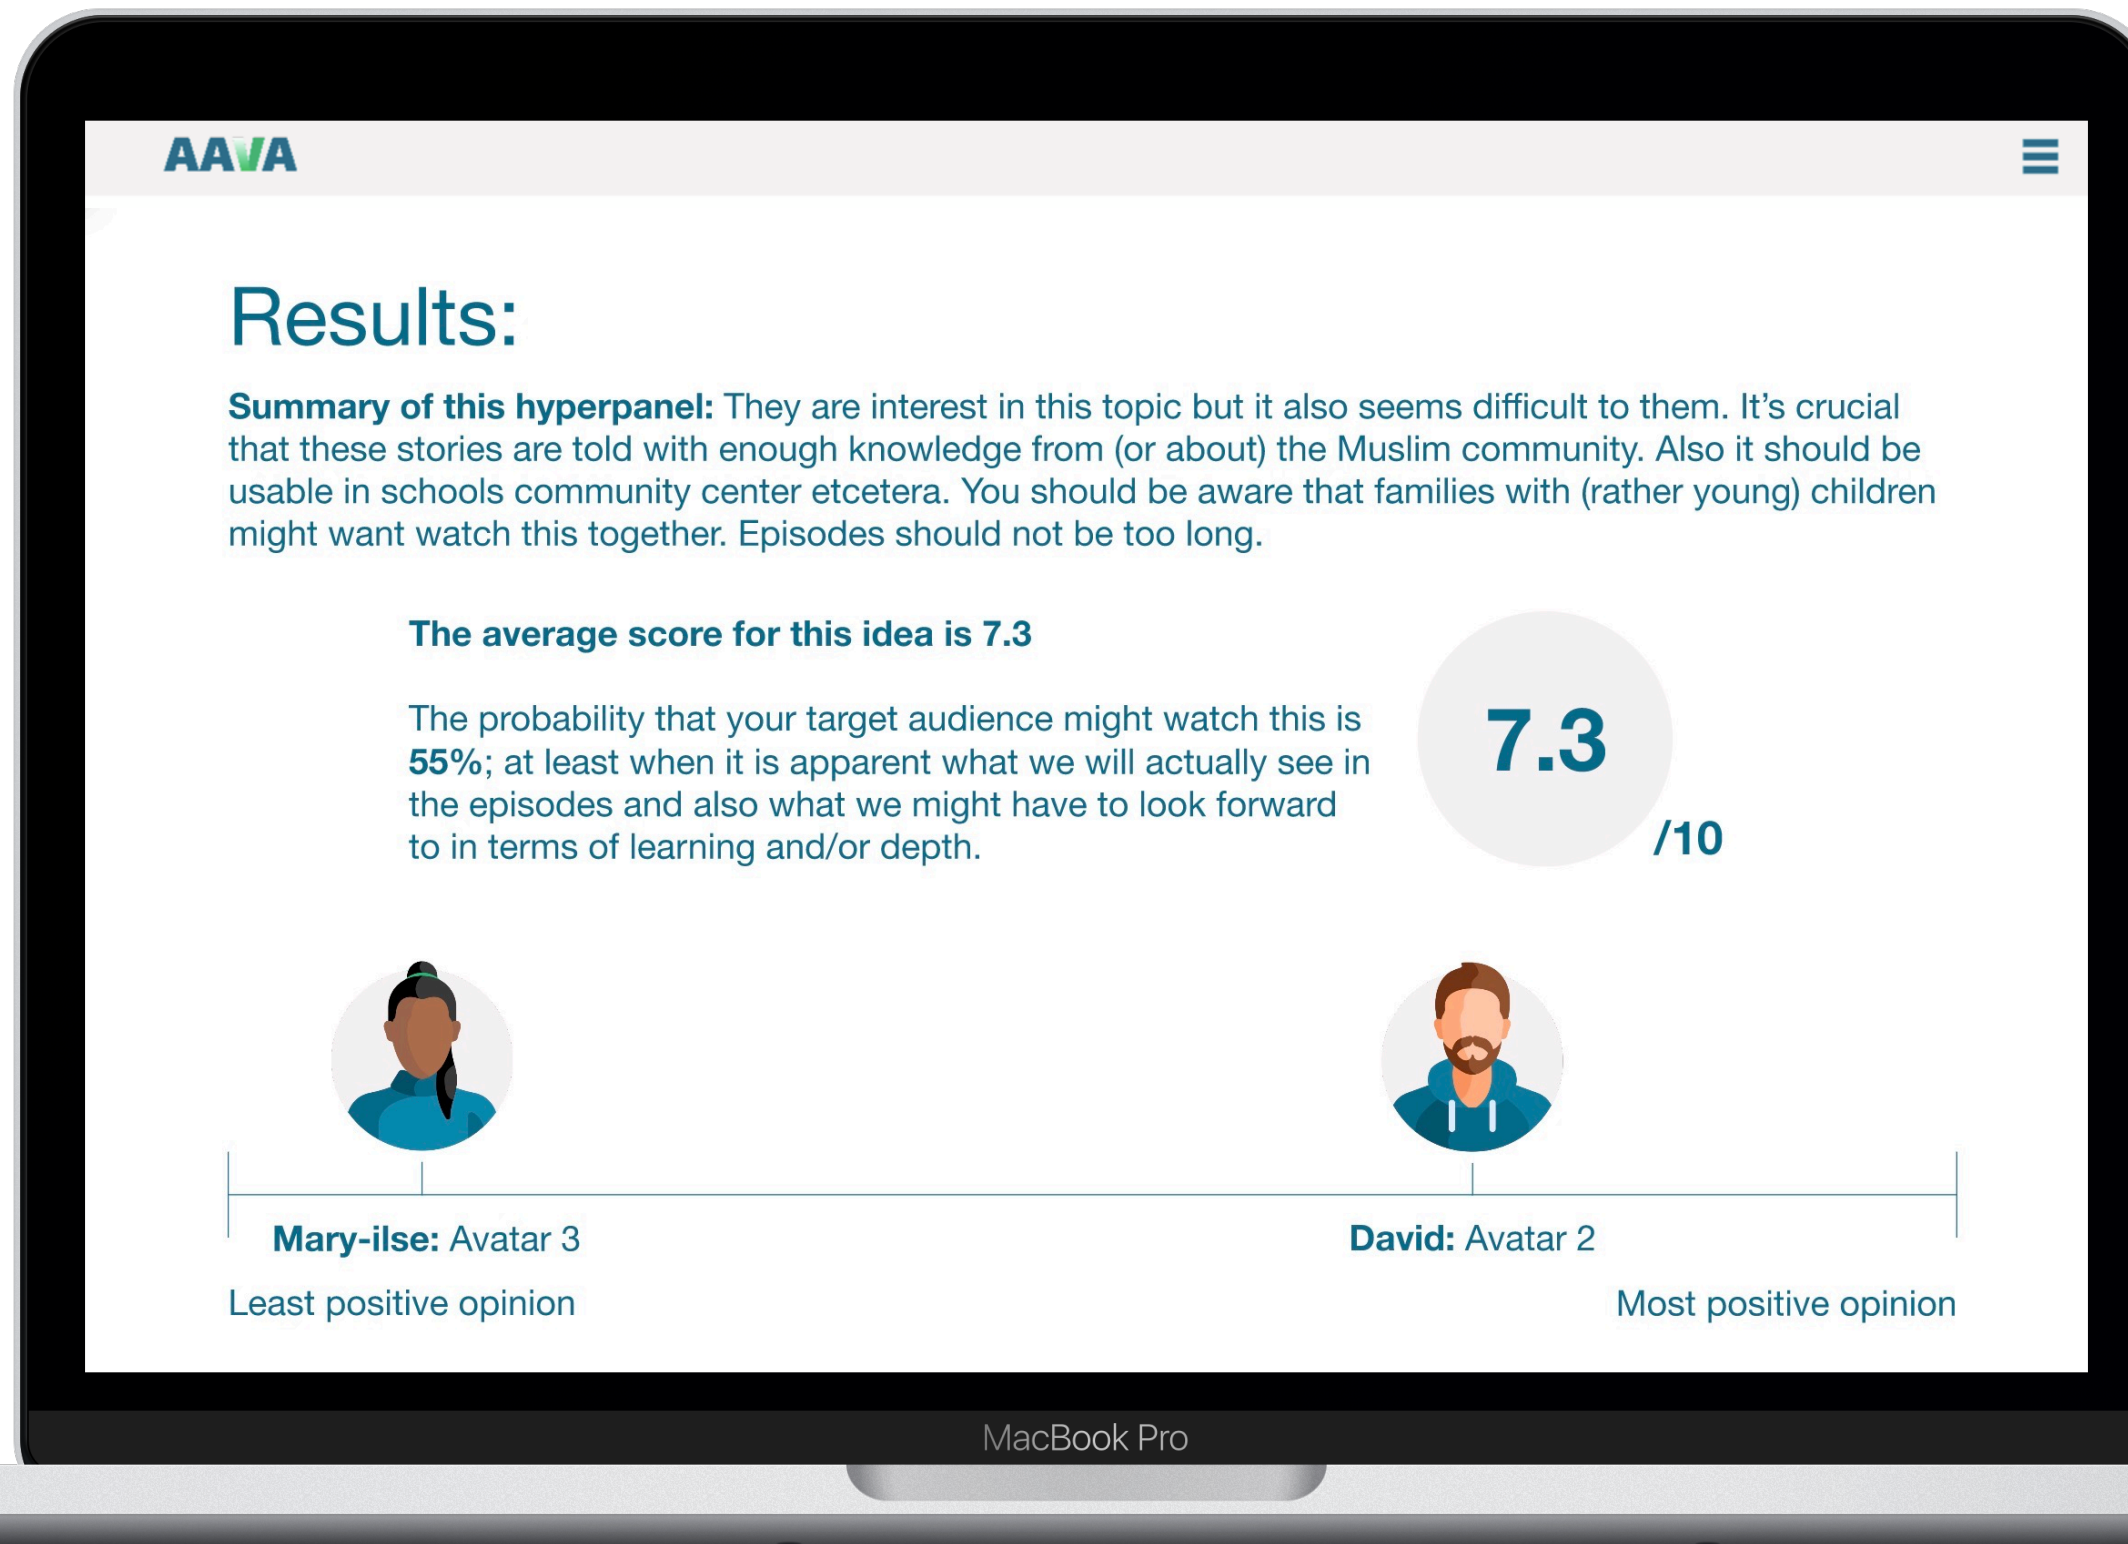 AAVA
Results:
Summary of this hyperpanel: They are interest in this topic but it also seems difficult to them. It’s crucial
that these stories are told with enough knowledge from (or about) the Muslim community. Also it should be
usable in schools community center etcetera. You should be aware that families with (rather young) children
might want watch this together. Episodes should not be too long.
The average score for this idea is 7.3
The probability that your target audience might watch this is
55%; at least when it is apparent what we will actually see in
the episodes and also what we might have to look forward
to in terms of learning and/or depth.
7.3
/10
Mary-ilse: Avatar 3
David: Avatar 2
Least positive opinion
Most positive opinion
MacBook Pro